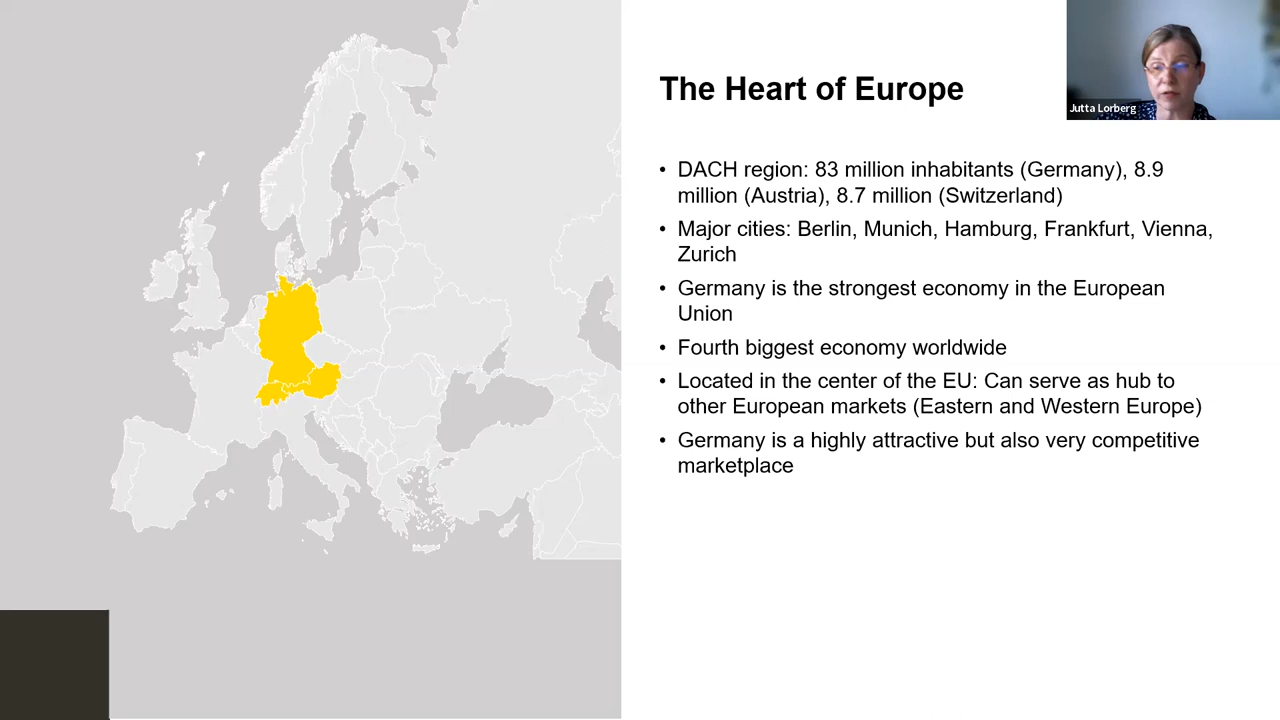 The Heart of Europe
Jutta Lorberg
• DACH region: 83 million inhabitants (Germany), 8.9
million (Austria), 8.7 million (Switzerland)
• Major cities: Berlin, Munich, Hamburg, Frankfurt, Vienna,
Zurich
• Germany is the strongest economy in the European
Union
• Fourth biggest economy worldwide
• Located in the center of the EU: Can serve as hub to
other European markets (Eastern and Western Europe)
• Germany is a highly attractive but also very competitive
marketplace